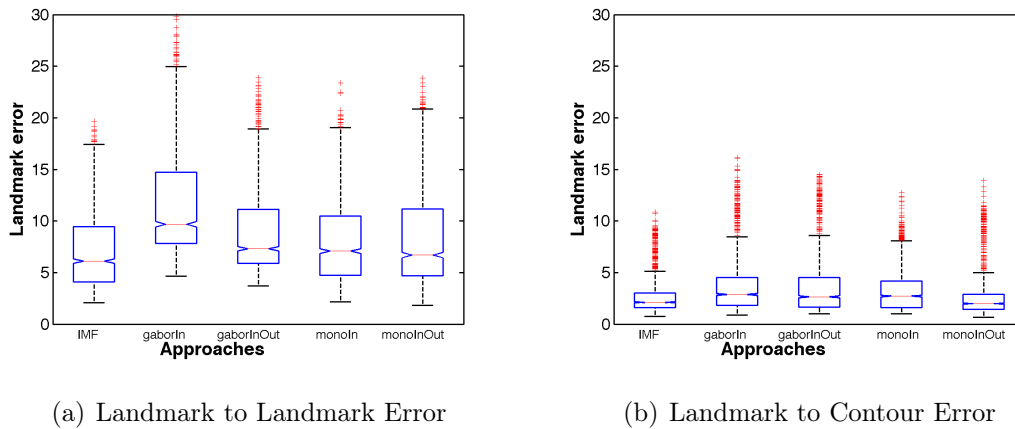 30
25
20
15
10
5
0
Landmark error
IMF gaborIn gaborInOut monoIn monoInOut
Approaches
(a) Landmark to Landmark Error
30
25
20
15
10
5
0
Landmark error
IMF gaborIn gaborInOut monoIn monoInOut
Approaches
(b) Landmark to Contour Error